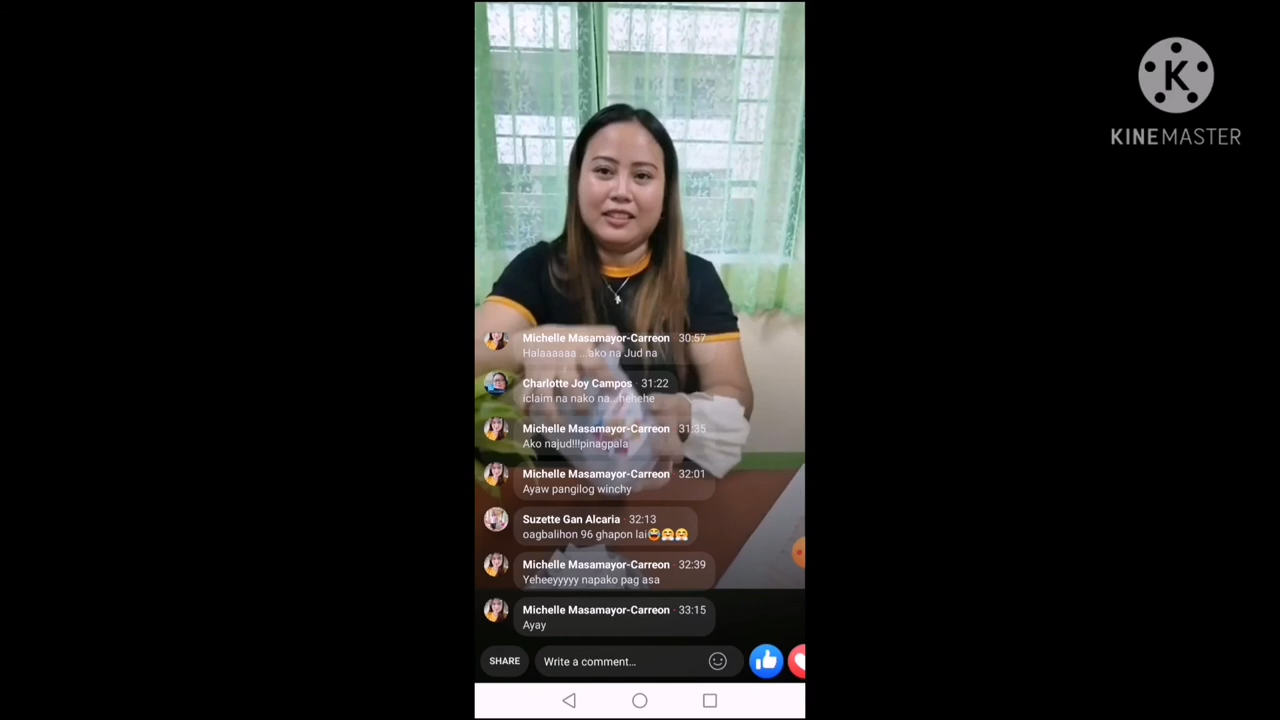 KINEMASTER
Michelle Masamayor-Carreon · 30:57
Halaaaaaa ...ako na Jud na
Charlotte Joy Campos · 31:22
iclaim na nako na...hehehe
Michelle Masamayor-Carreon · 31:35
Ako najud!!!pinagpala
Michelle Masamayor-Carreon · 32:01
Ayaw pangilog winchy
Suzette Gan Alcaria · 32:13
oagbalihon 96 ghapon lai😆🤗🤗
Michelle Masamayor-Carreon · 32:39
Yeheeyyyyy napako pag asa
Michelle Masamayor-Carreon · 33:15
Ayay
SHARE
Write a comment...